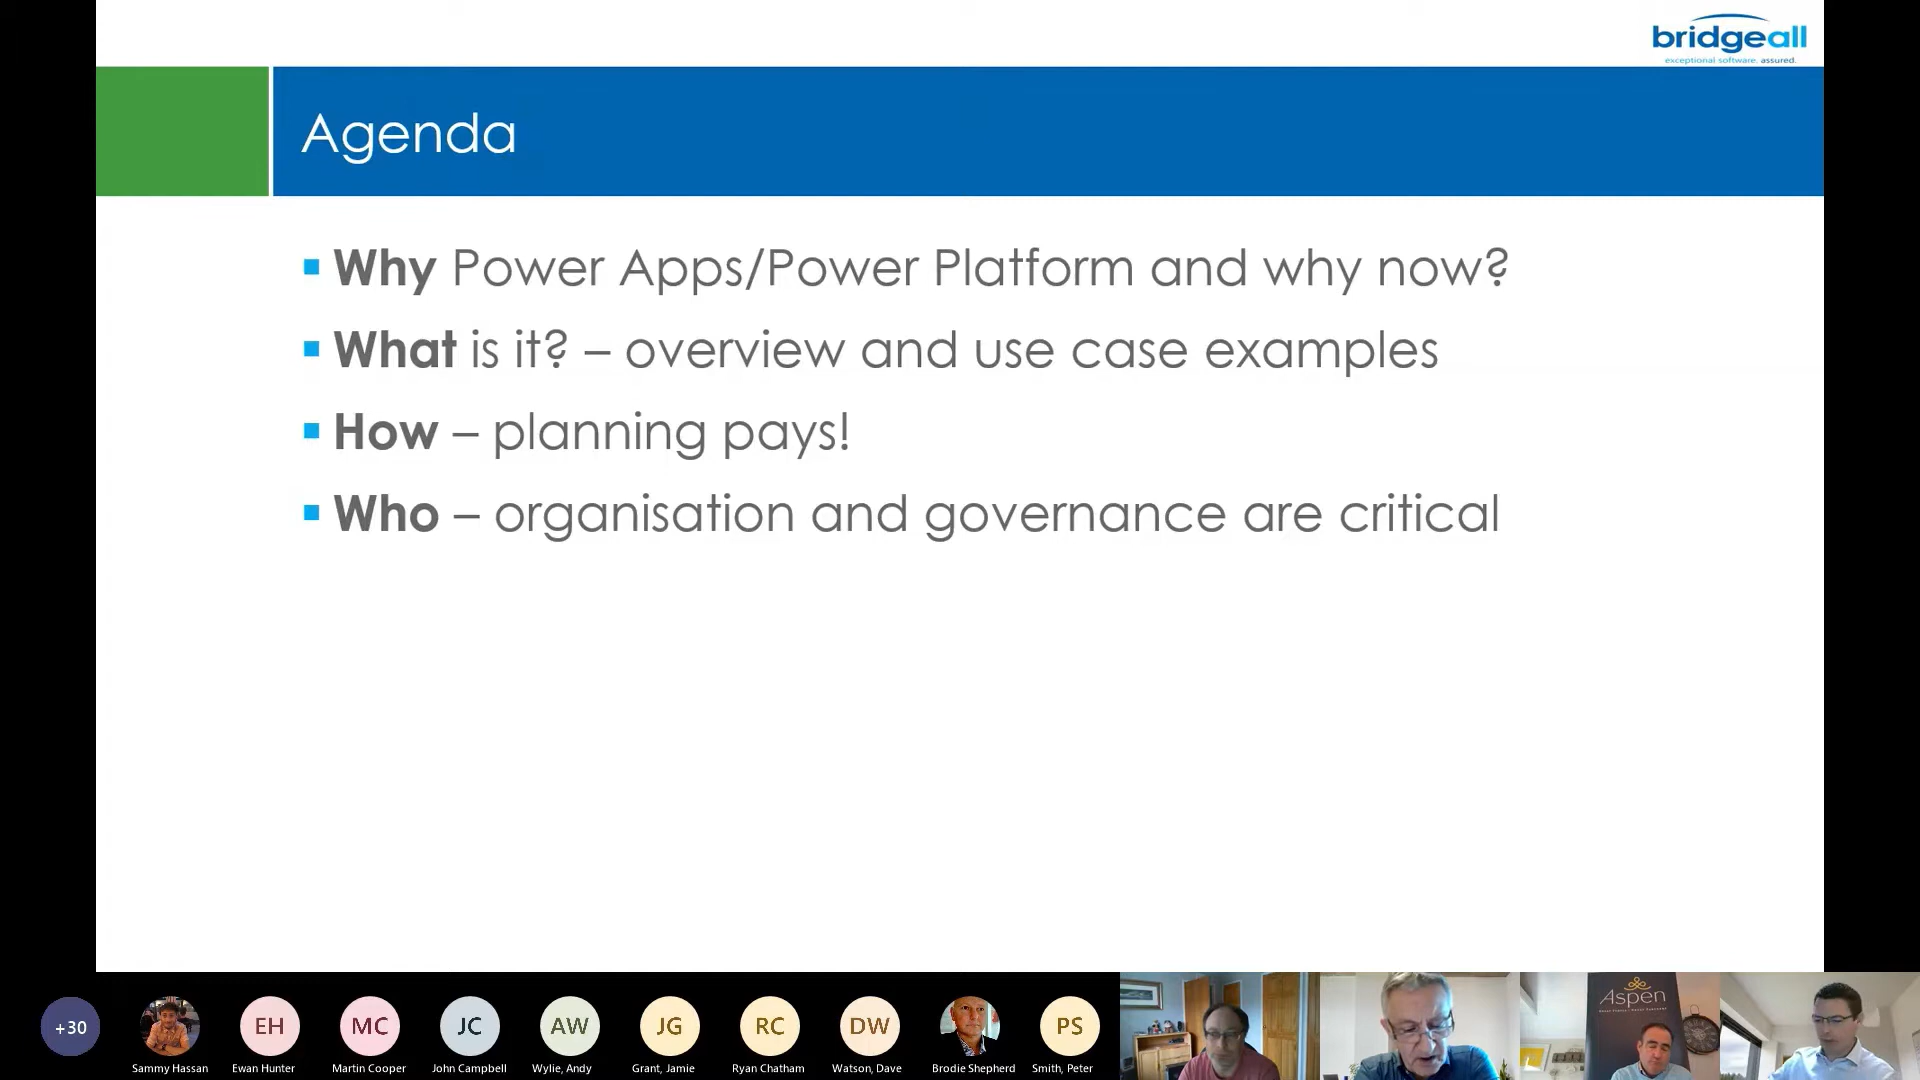 bridgeall
exceptional software. assured.
Agenda
Why Power Apps/Power Platform and why now?
What is it? – overview and use case examples
How – planning pays!
Who – organisation and governance are critical
+30
EH
MC
JC
AW
JG
RC
DW
PS
Sammy Hassan
Ewan Hunter
Martin Cooper
John Campbell
Wylie, Andy
Grant, Jamie
Ryan Chatham
Watson, Dave
Brodie Shepherd
Smith, Peter
Aspen